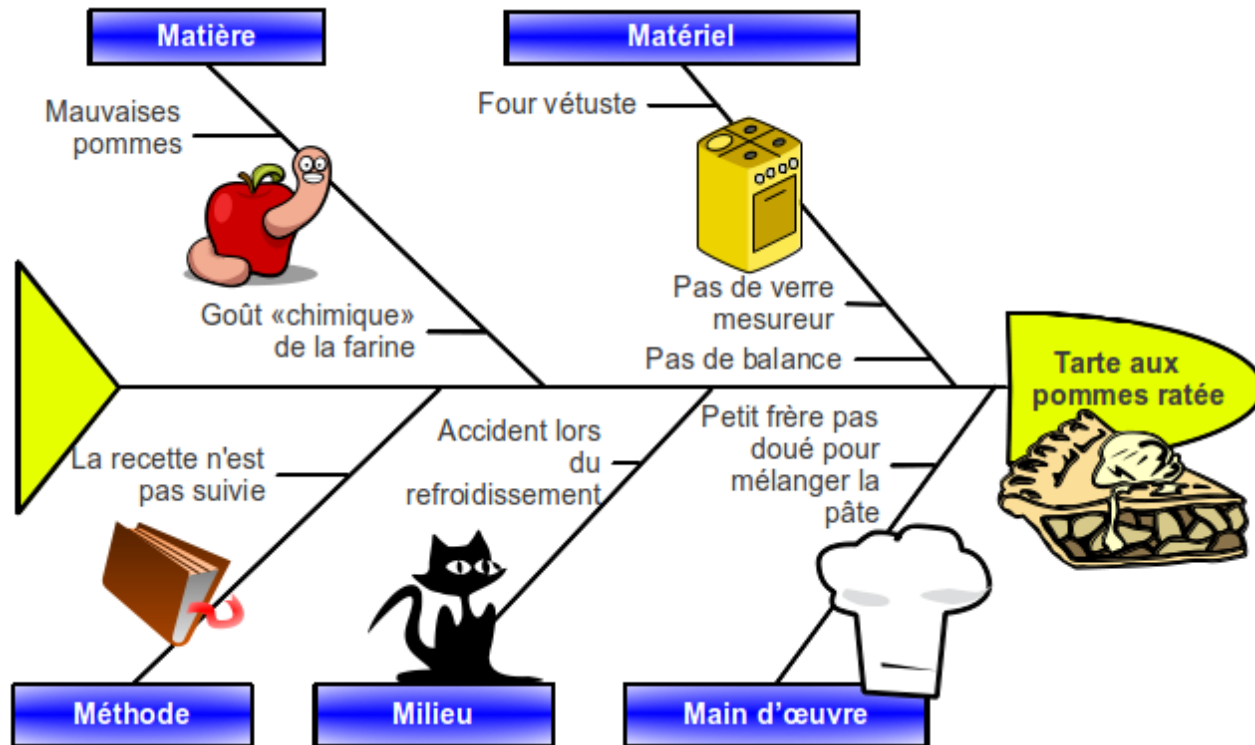 Matière
Matériel
Mauvaises
pommes
Four vétuste
Goût «chimique»
de la farine
Pas de verre
mesureur
Pas de balance
Tarte aux
pommes ratée
La recette n'est
pas suivie
Accident lors
du
refroidissement
Petit frère pas
doué pour
mélanger la
pâte
Méthode
Milieu
Main d’œuvre